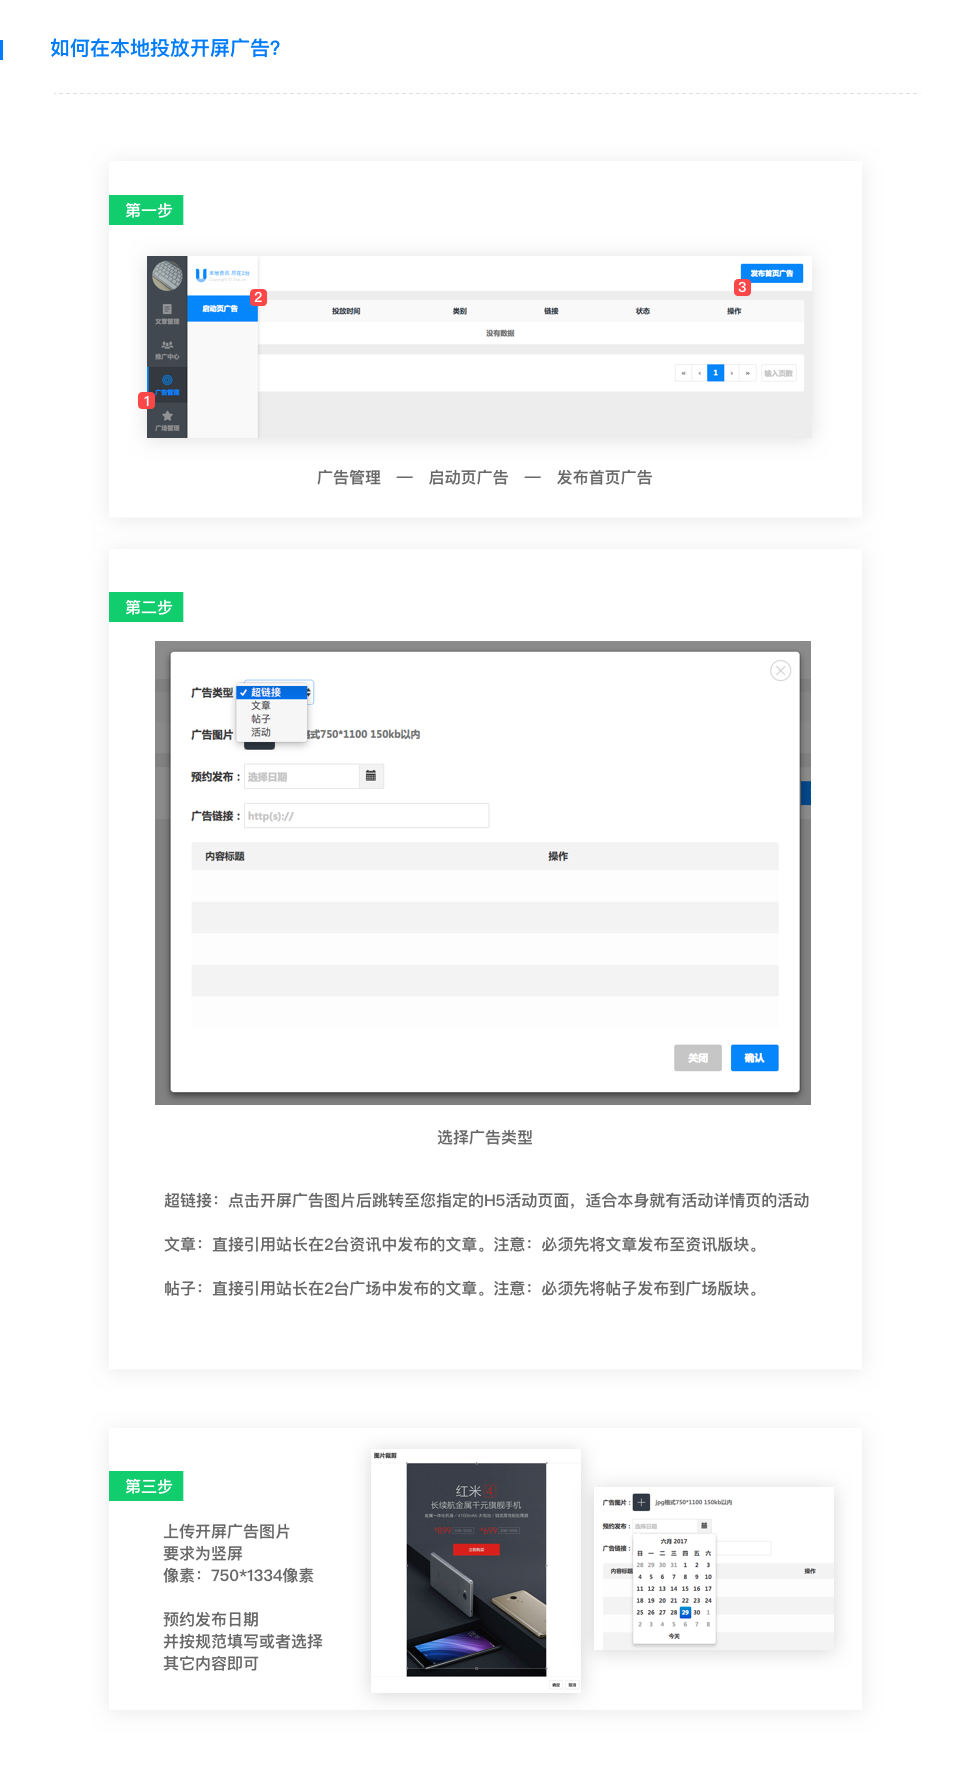 如何在本地投放开屏广告?
第一步
本地资讯 尽在2台
发布首页广告
3
2
启动页广告
投放时间 类别 链接 状态 操作
文章管理
没有数据
推广中心
« ‹ 1 › » 输入页数
广告管理
1
广场管理
广告管理 — 启动页广告 — 发布首页广告
第二步
广告类型 ✓ 超链接
文章
帖子
活动
广告图片 格式750*1100 150kb以内
预约发布: 选择日期
广告链接: http(s)://
内容标题 操作
关闭 确认
选择广告类型
超链接：点击开屏广告图片后跳转至您指定的H5活动页面，适合本身就有活动详情页的活动
文章：直接引用站长在2台资讯中发布的文章。注意：必须先将文章发布至资讯版块。
帖子：直接引用站长在2台广场中发布的文章。注意：必须先将帖子发布到广场版块。
第三步
上传开屏广告图片
要求为竖屏
像素：750*1334像素
预约发布日期
并按规范填写或者选择
其它内容即可
图片裁剪
红米 4
长续航金属千元旗舰手机
立即购买
确定 取消
广告图片: jpg格式750*1100 150kb以内
预约发布: 选择日期
广告链接:
内容标题 操作
六月 2017
日 一 二 三 四 五 六
28 29 30 31 1 2 3
4 5 6 7 8 9 10
11 12 13 14 15 16 17
18 19 20 21 22 23 24
25 26 27 28 29 30 1
2 3 4 5 6 7 8
今天